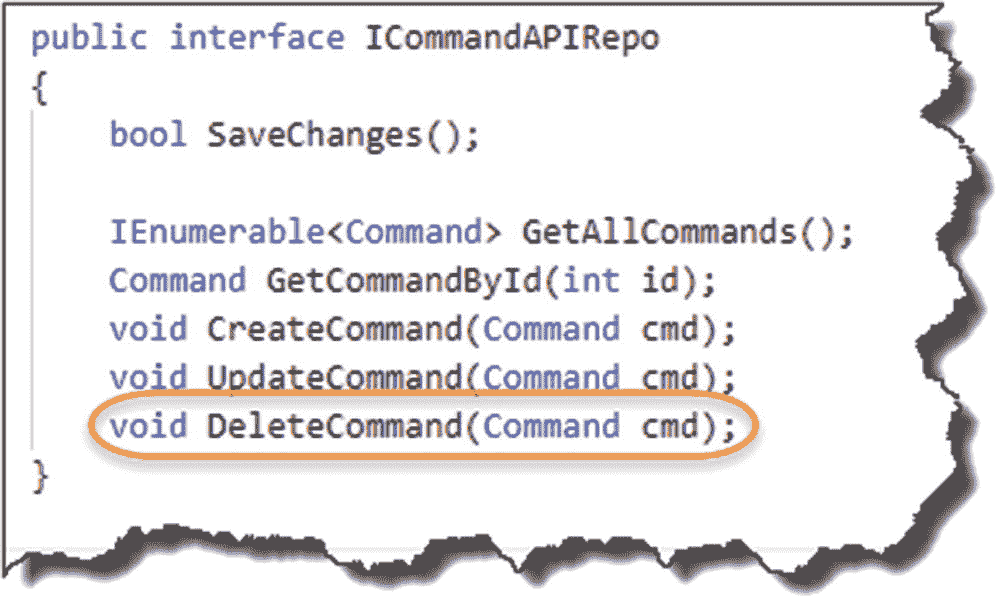 public interface ICommandAPIRepo
{
bool SaveChanges();
IEnumerable<Command> GetAllCommands();
Command GetCommandById(int id);
void CreateCommand(Command cmd);
void UpdateCommand(Command cmd);
void DeleteCommand(Command cmd);
}